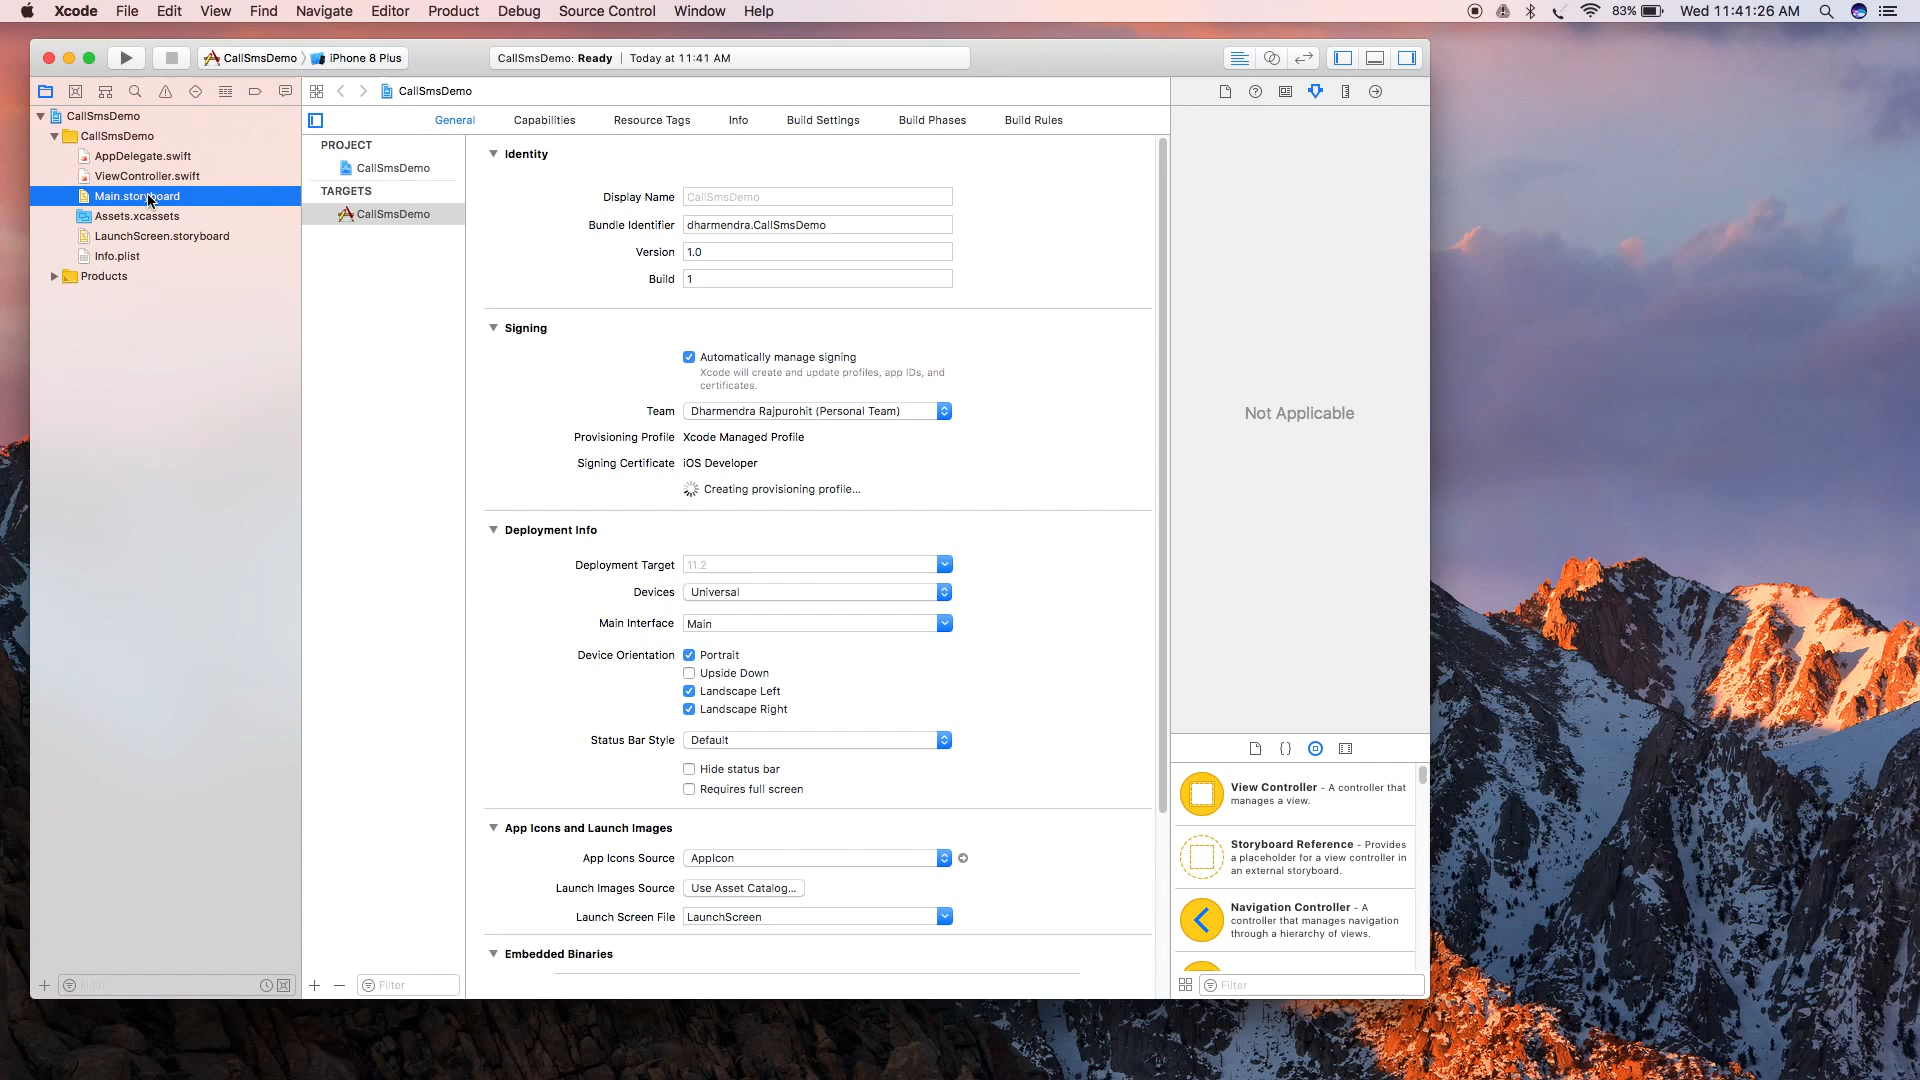 Xcode File Edit View Find Navigate Editor Product Debug Source Control Window Help
83% Wed 11:41:26 AM
CallSmsDemo iPhone 8 Plus
CallSmsDemo: Ready | Today at 11:41 AM
CallSmsDemo
CallSmsDemo
AppDelegate.swift
ViewController.swift
Main.storyboard
Assets.xcassets
LaunchScreen.storyboard
Info.plist
Products
Filter
CallSmsDemo
General Capabilities Resource Tags Info Build Settings Build Phases Build Rules
PROJECT
CallSmsDemo
TARGETS
CallSmsDemo
Filter
Identity
Display Name CallSmsDemo
Bundle Identifier dharmendra.CallSmsDemo
Version 1.0
Build 1
Signing
Automatically manage signing
Xcode will create and update profiles, app IDs, and
certificates.
Team Dharmendra Rajpurohit (Personal Team)
Provisioning Profile Xcode Managed Profile
Signing Certificate iOS Developer
Creating provisioning profile...
Deployment Info
Deployment Target 11.2
Devices Universal
Main Interface Main
Device Orientation Portrait
Upside Down
Landscape Left
Landscape Right
Status Bar Style Default
Hide status bar
Requires full screen
App Icons and Launch Images
App Icons Source AppIcon
Launch Images Source Use Asset Catalog...
Launch Screen File LaunchScreen
Embedded Binaries
Not Applicable
{}
View Controller - A controller that
manages a view.
Storyboard Reference - Provides
a placeholder for a view controller in
an external storyboard.
Navigation Controller - A
controller that manages navigation
through a hierarchy of views.
Filter